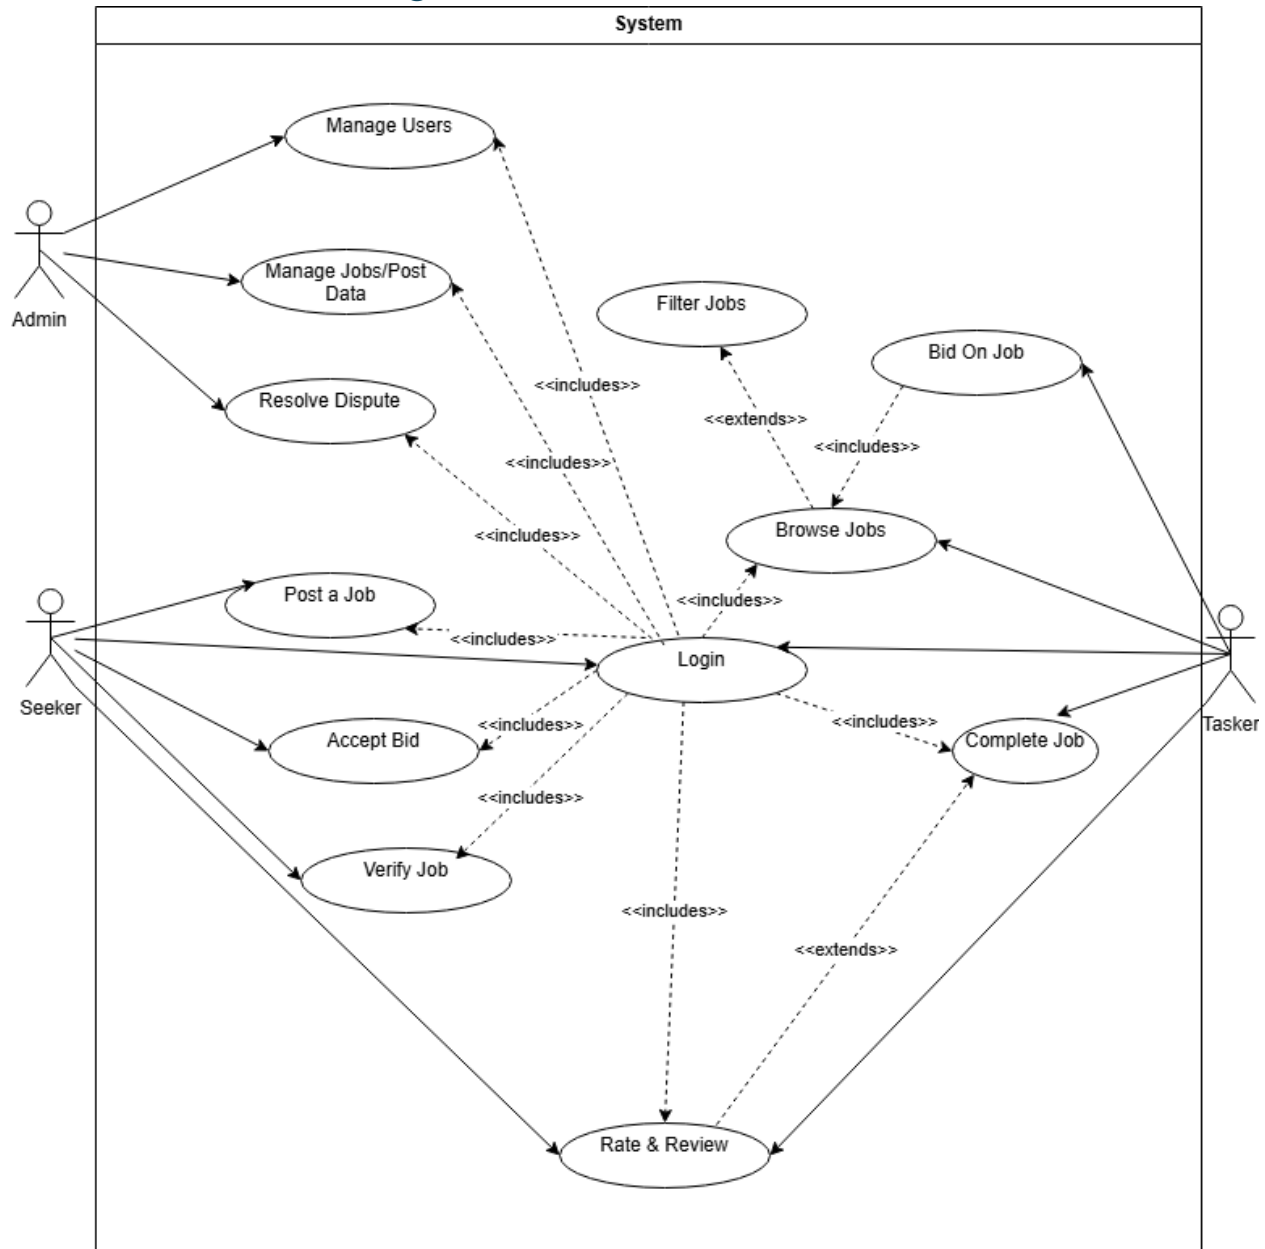 System
Manage Users
Manage Jobs/Post
Data
Admin
Filter Jobs
Bid On Job
<<includes>>
Resolve Dispute
<<extends>>
<<includes>>
<<includes>>
<<includes>>
Browse Jobs
Post a Job
<<includes>>
<<includes>>
Login
Seeker
<<includes>>
<<includes>>
Tasker
Accept Bid
Complete Job
<<includes>>
Verify Job
<<includes>>
<<extends>>
Rate & Review